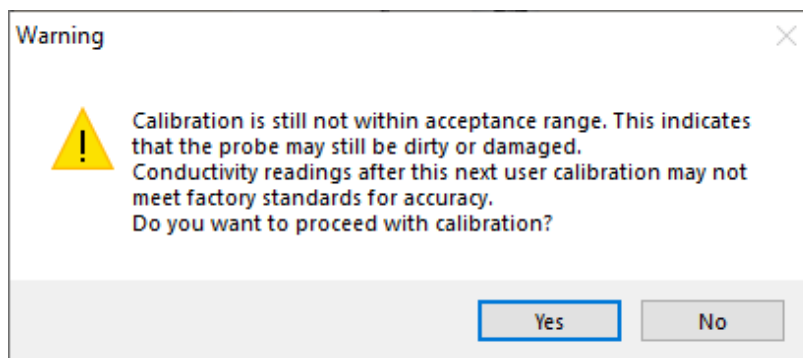 Warning
Calibration is still not within acceptance range. This indicates
that the probe may still be dirty or damaged.
Conductivity readings after this next user calibration may not
meet factory standards for accuracy.
Do you want to proceed with calibration?
Yes
No